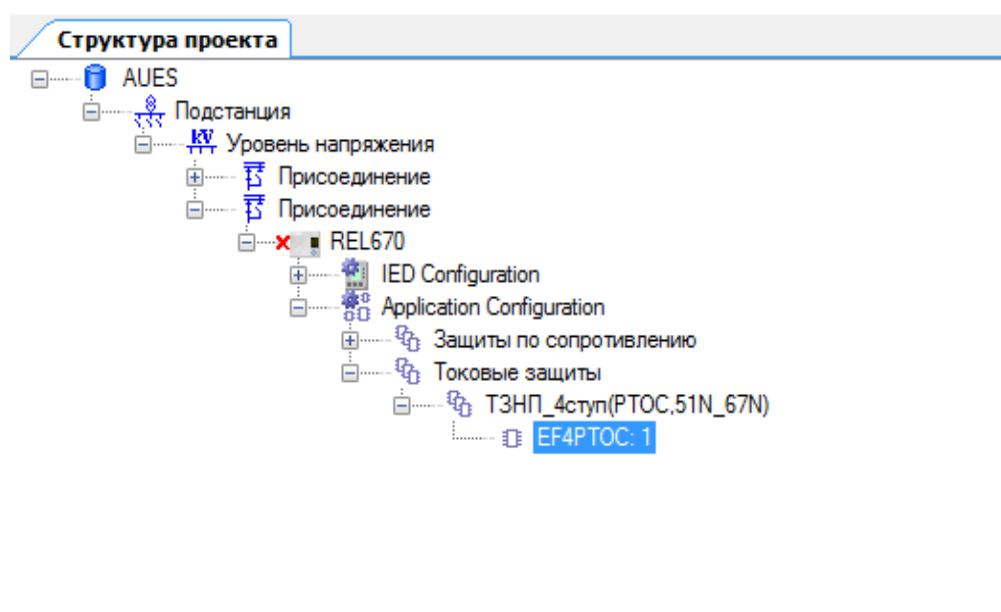 Структура проекта
AUES
Подстанция
kV Уровень напряжения
Присоединение
Присоединение
REL670
IED Configuration
Application Configuration
Защиты по сопротивлению
Токовые защиты
ТЗНП_4ступ(PTOC,51N_67N)
EF4PTOC: 1